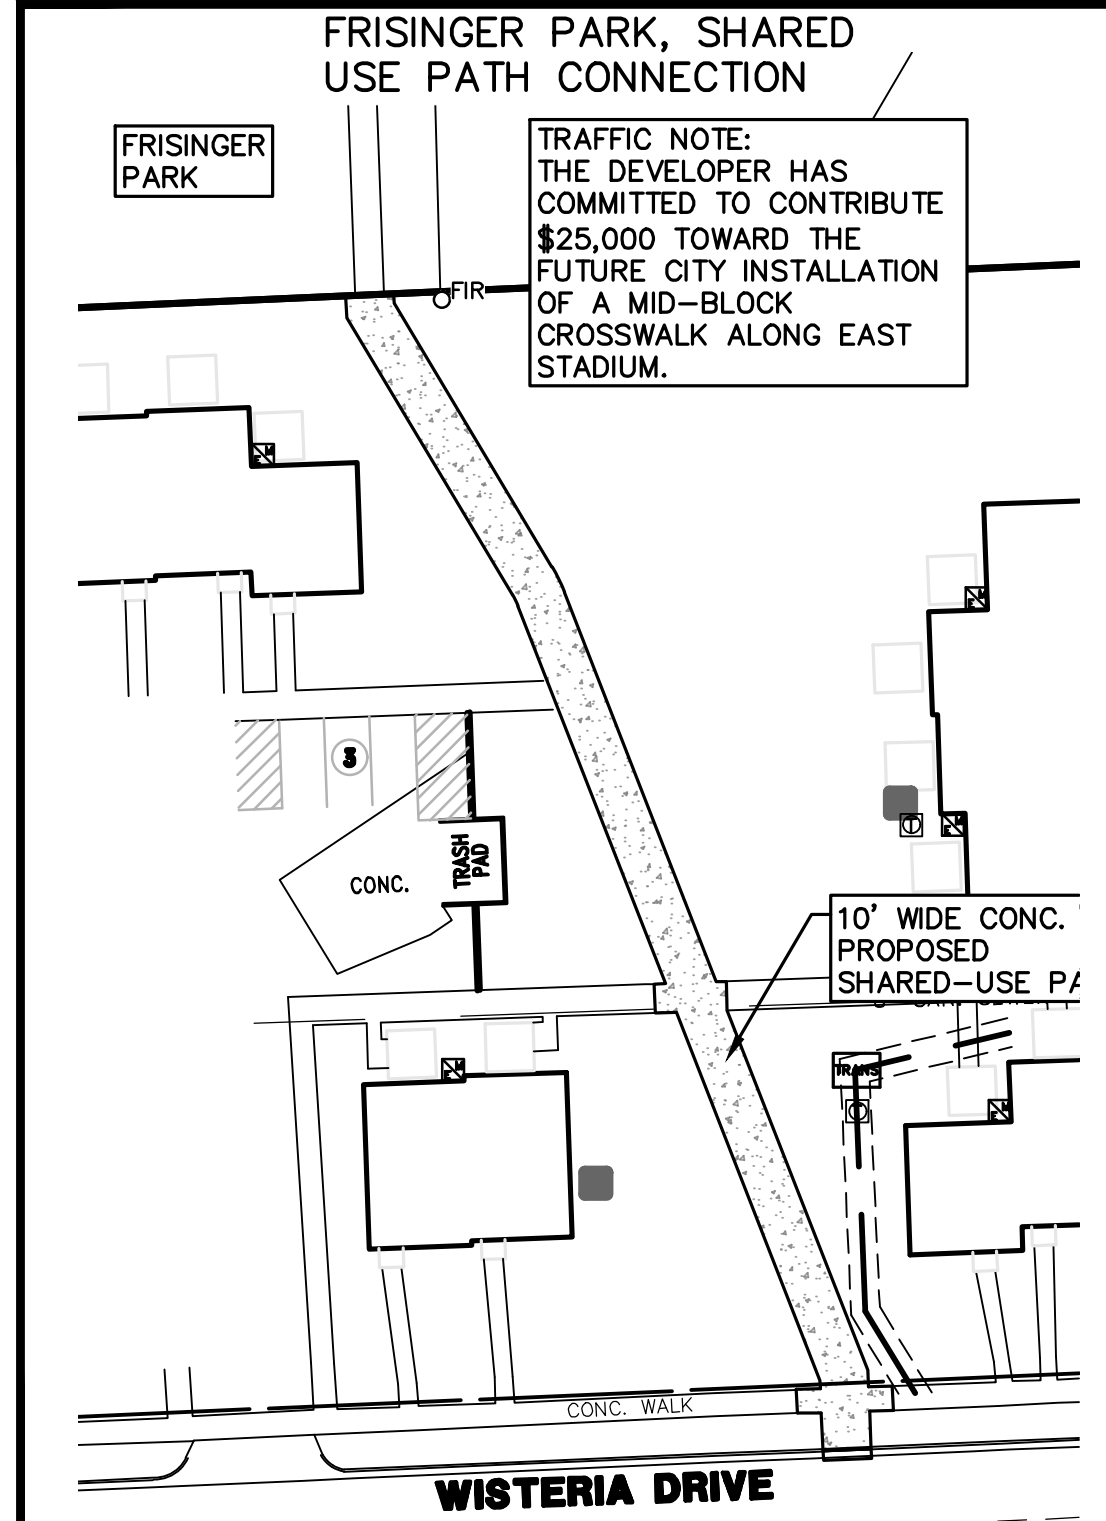 FRISINGER PARK, SHARED
USE PATH CONNECTION
FRISINGER
PARK
TRAFFIC NOTE:
THE DEVELOPER HAS
COMMITTED TO CONTRIBUTE
$25,000 TOWARD THE
FUTURE CITY INSTALLATION
OF A MID-BLOCK
CROSSWALK ALONG EAST
STADIUM.
FIR
3
TRASH
PAD
CONC.
T
10' WIDE CONC.
PROPOSED
SHARED-USE PA
TRANS
T
CONC. WALK
WISTERIA DRIVE